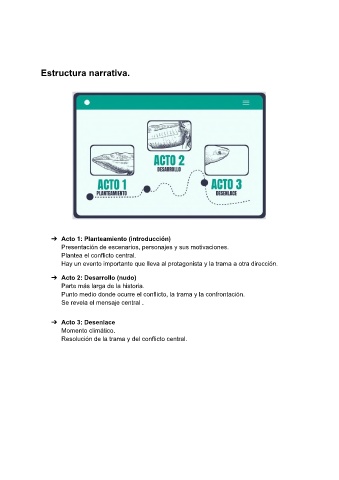 Estructura narrativa.
ACTO 1
PLANTEAMIENTO
ACTO 2
DESARROLLO
ACTO 3
DESENLACE
➔ Acto 1: Planteamiento (introducción)
Presentación de escenarios, personajes y sus motivaciones.
Plantea el conflicto central.
Hay un evento importante que lleva al protagonista y la trama a otra dirección.
➔ Acto 2: Desarrollo (nudo)
Parte más larga de la historia.
Punto medio donde ocurre el conflicto, la trama y la confrontación.
Se revela el mensaje central .
➔ Acto 3: Desenlace
Momento climático.
Resolución de la trama y del conflicto central.